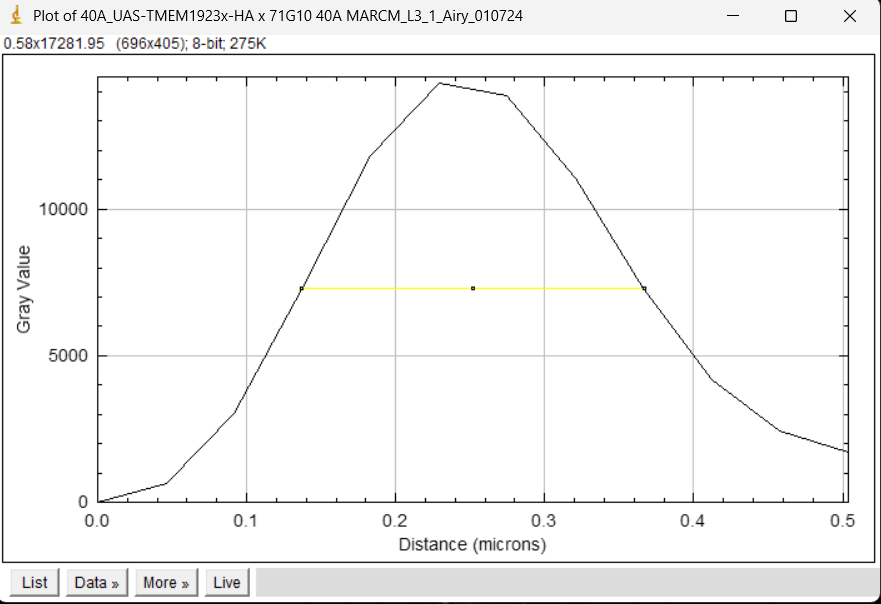 Plot of 40A_UAS-TMEM1923x-HA x 71G10 40A MARCM_L3_1_Airy_010724
0.58x17281.95 (696x405); 8-bit; 275K
10000
5000
0
Gray Value
0.0 0.1 0.2 0.3 0.4 0.5
Distance (microns)
List Data » More » Live